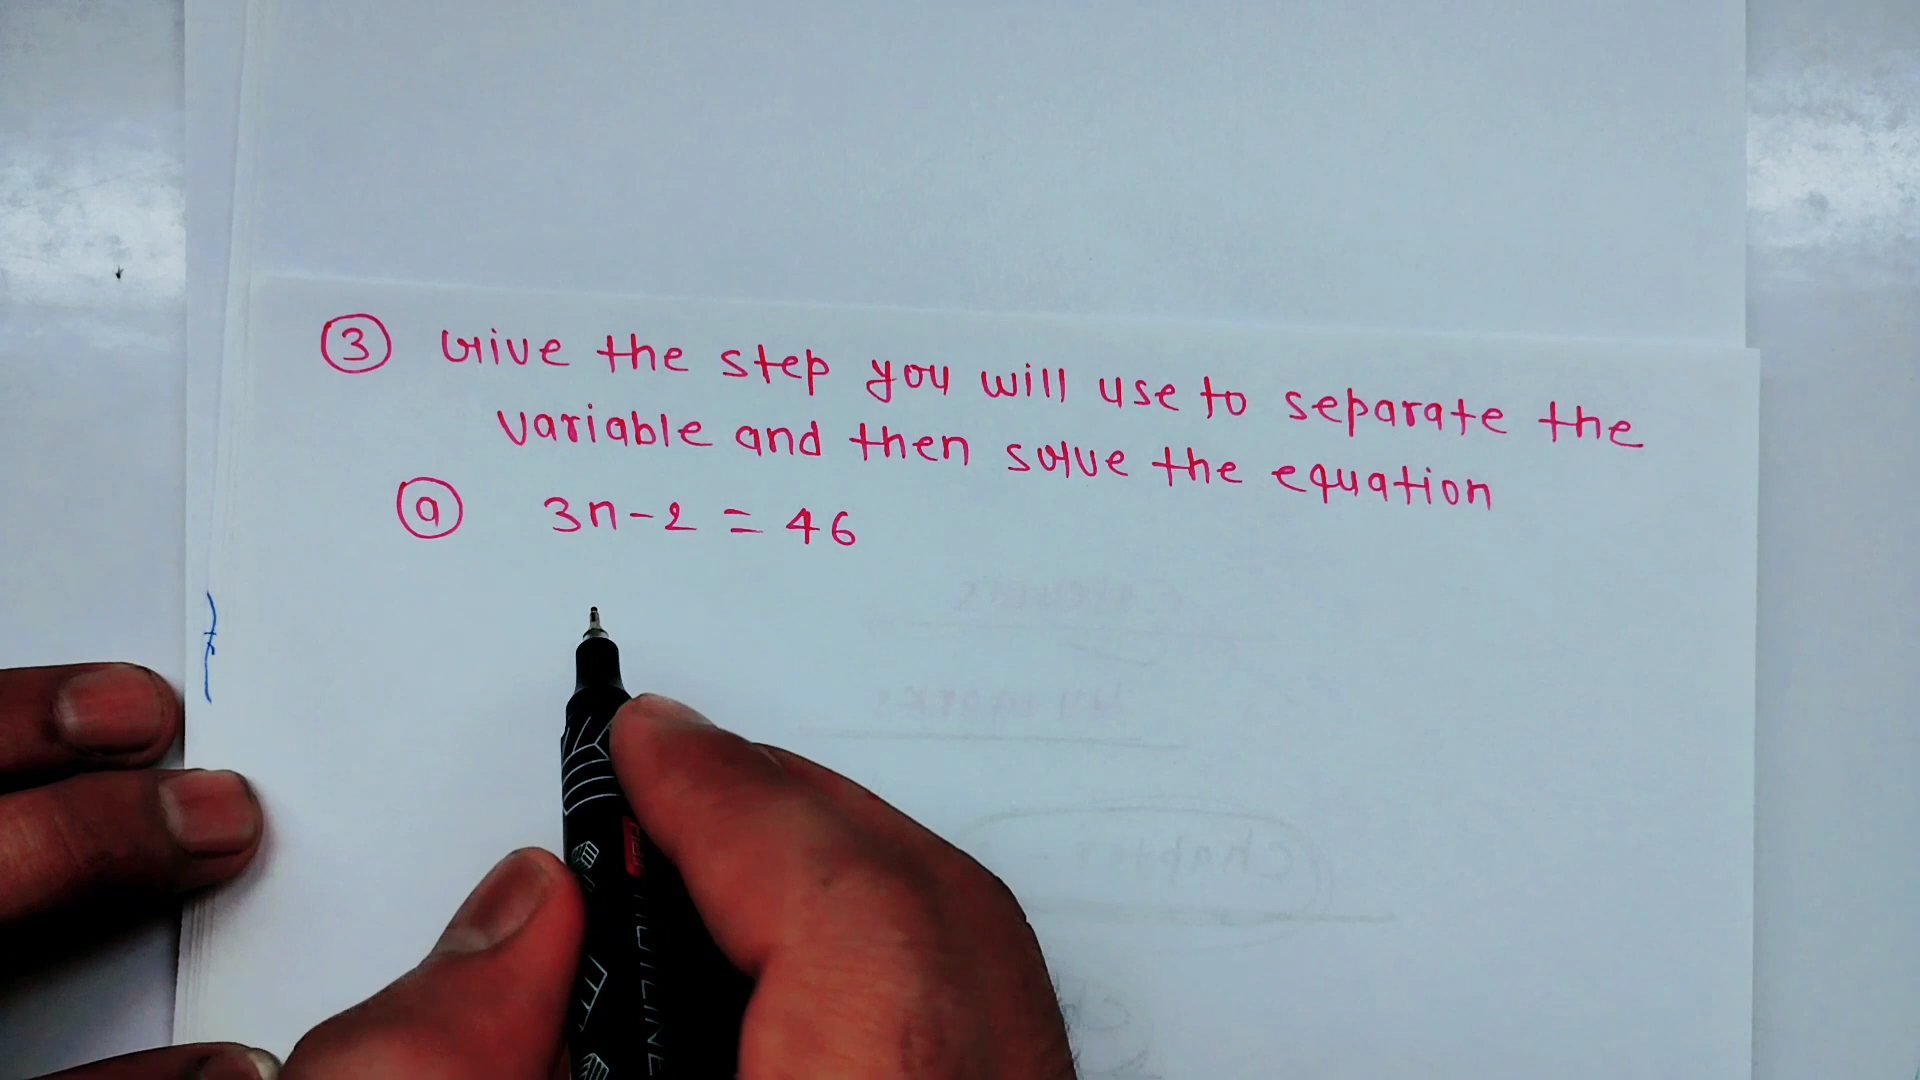 ③ Give the step you will use to separate the
variable and then solve the equation
ⓐ 3n-2 = 46